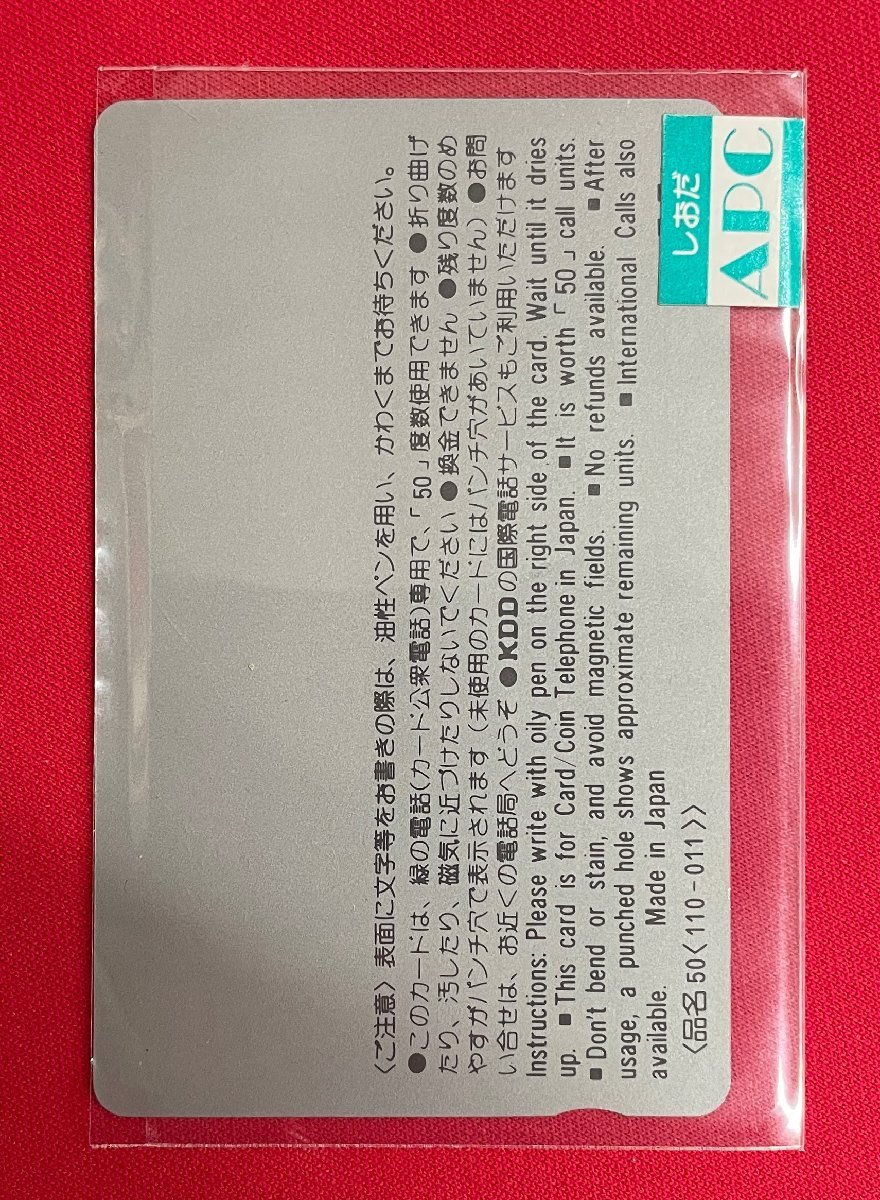 〈ご注意〉表面に文字等をお書きの際は、油性ペンを用い、かわくまでお待ちください。
●このカードは、緑の電話(カード公衆電話)専用で、「50」度数使用できます ●折り曲げ
たり、汚したり、磁気に近づけたりしないでください ●換金できません ●残り度数のめ
やすがパンチ穴で表示されます(未使用のカードにはパンチ穴があいていません) ●お問
い合せは、お近くの電話局へどうぞ ●KDDの国際電話サービスもご利用いただけます
Instructions: Please write with oily pen on the right side of the card. Wait until it dries
up. ■This card is for Card/Coin Telephone in Japan. ■It is worth「50」call units.
■Don't bend or stain, and avoid magnetic fields. ■No refunds available. ■After
usage, a punched hole shows approximate remaining units. ■International Calls also
available. Made in Japan
〈品名 50〈110-011〉〉
しおだ
APC